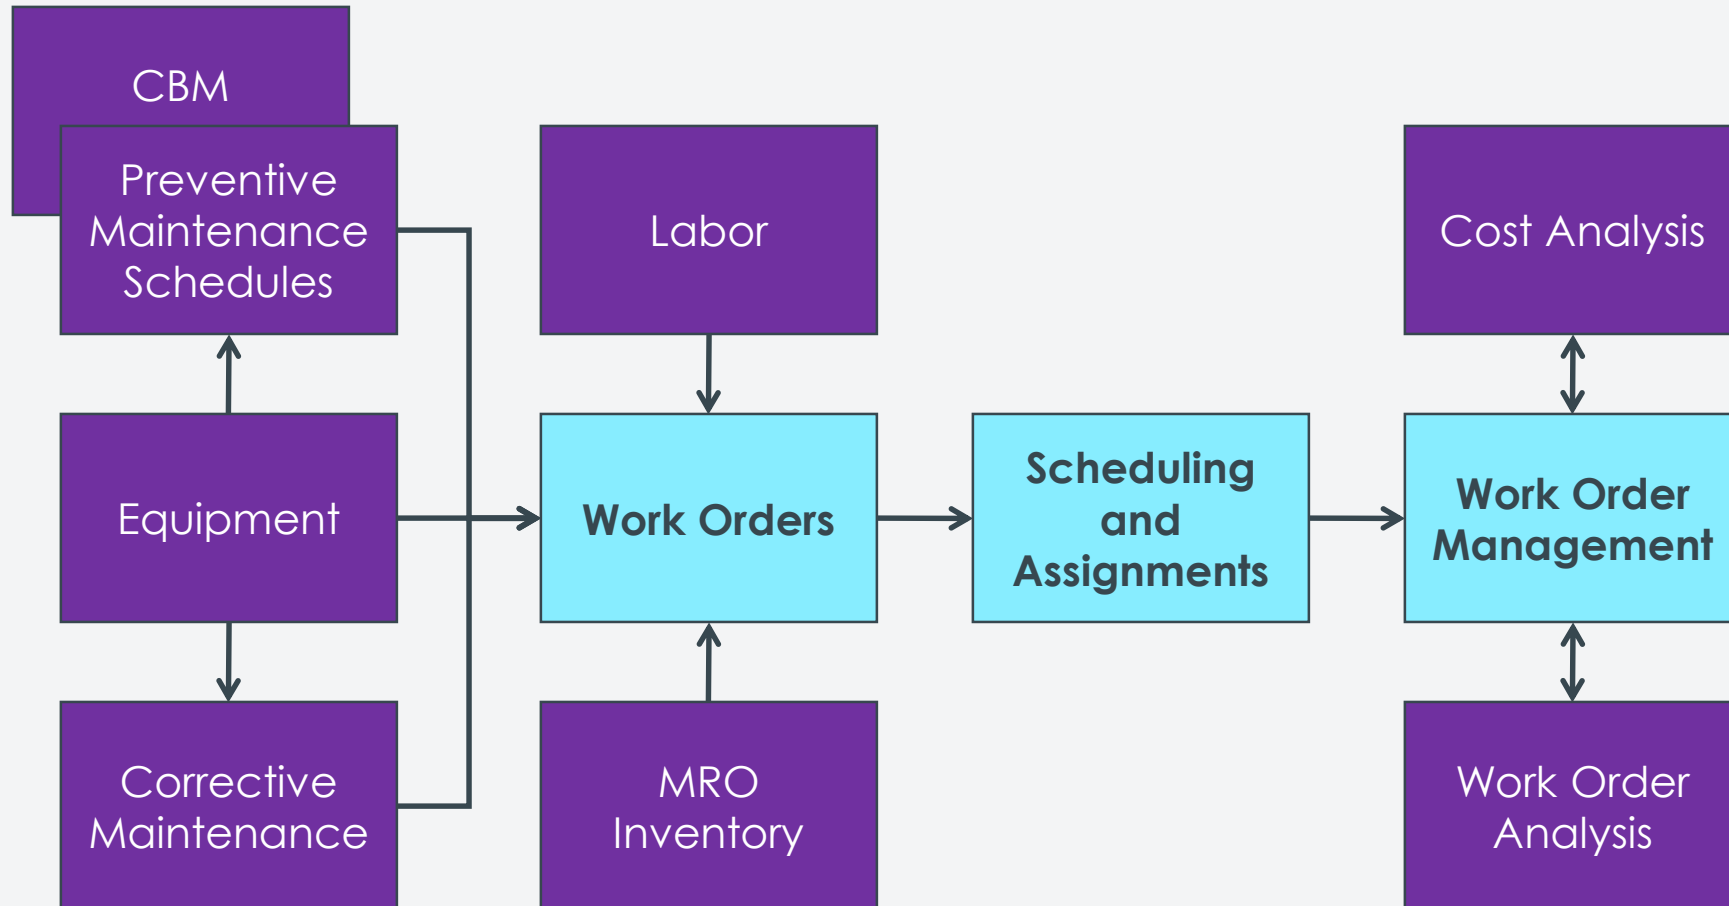 CBM
Preventive
Maintenance
Schedules
Labor
Cost Analysis
Equipment
Work Orders
Scheduling
and
Assignments
Work Order
Management
Corrective
Maintenance
MRO
Inventory
Work Order
Analysis